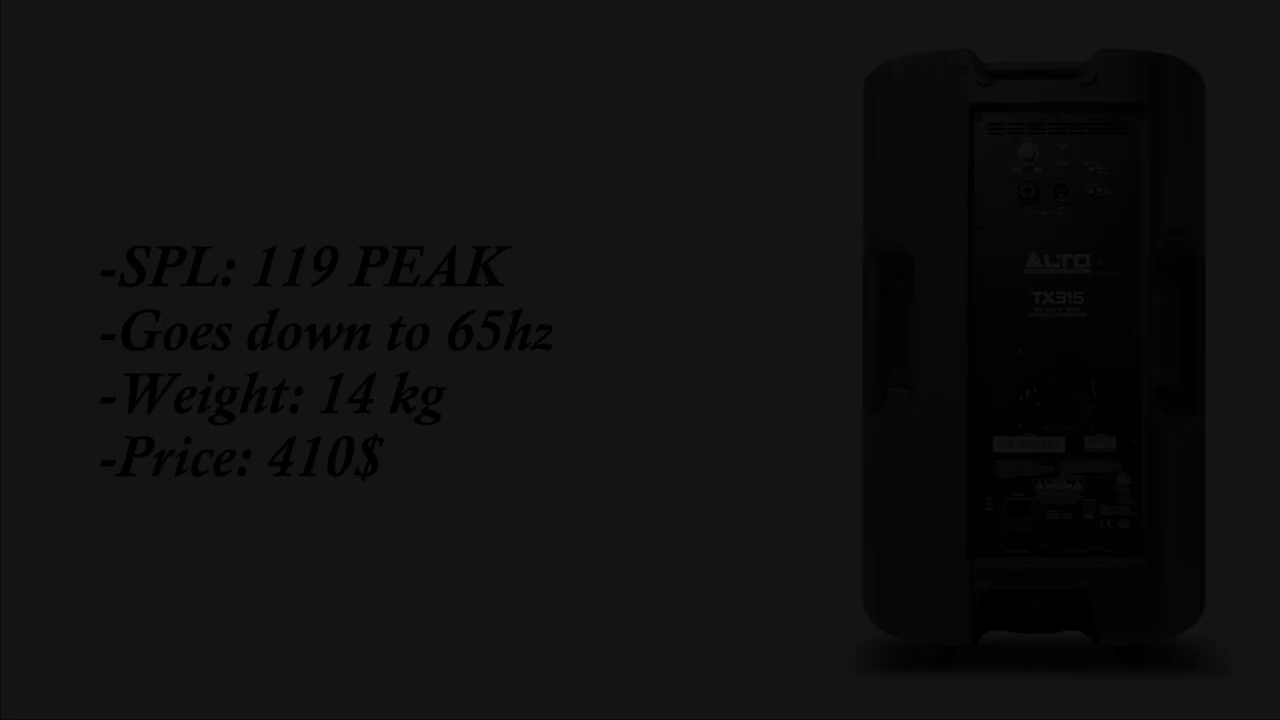 -SPL: 119 PEAK
-Goes down to 65hz
-Weight: 14 kg
-Price: 410$
ALTO
TX315